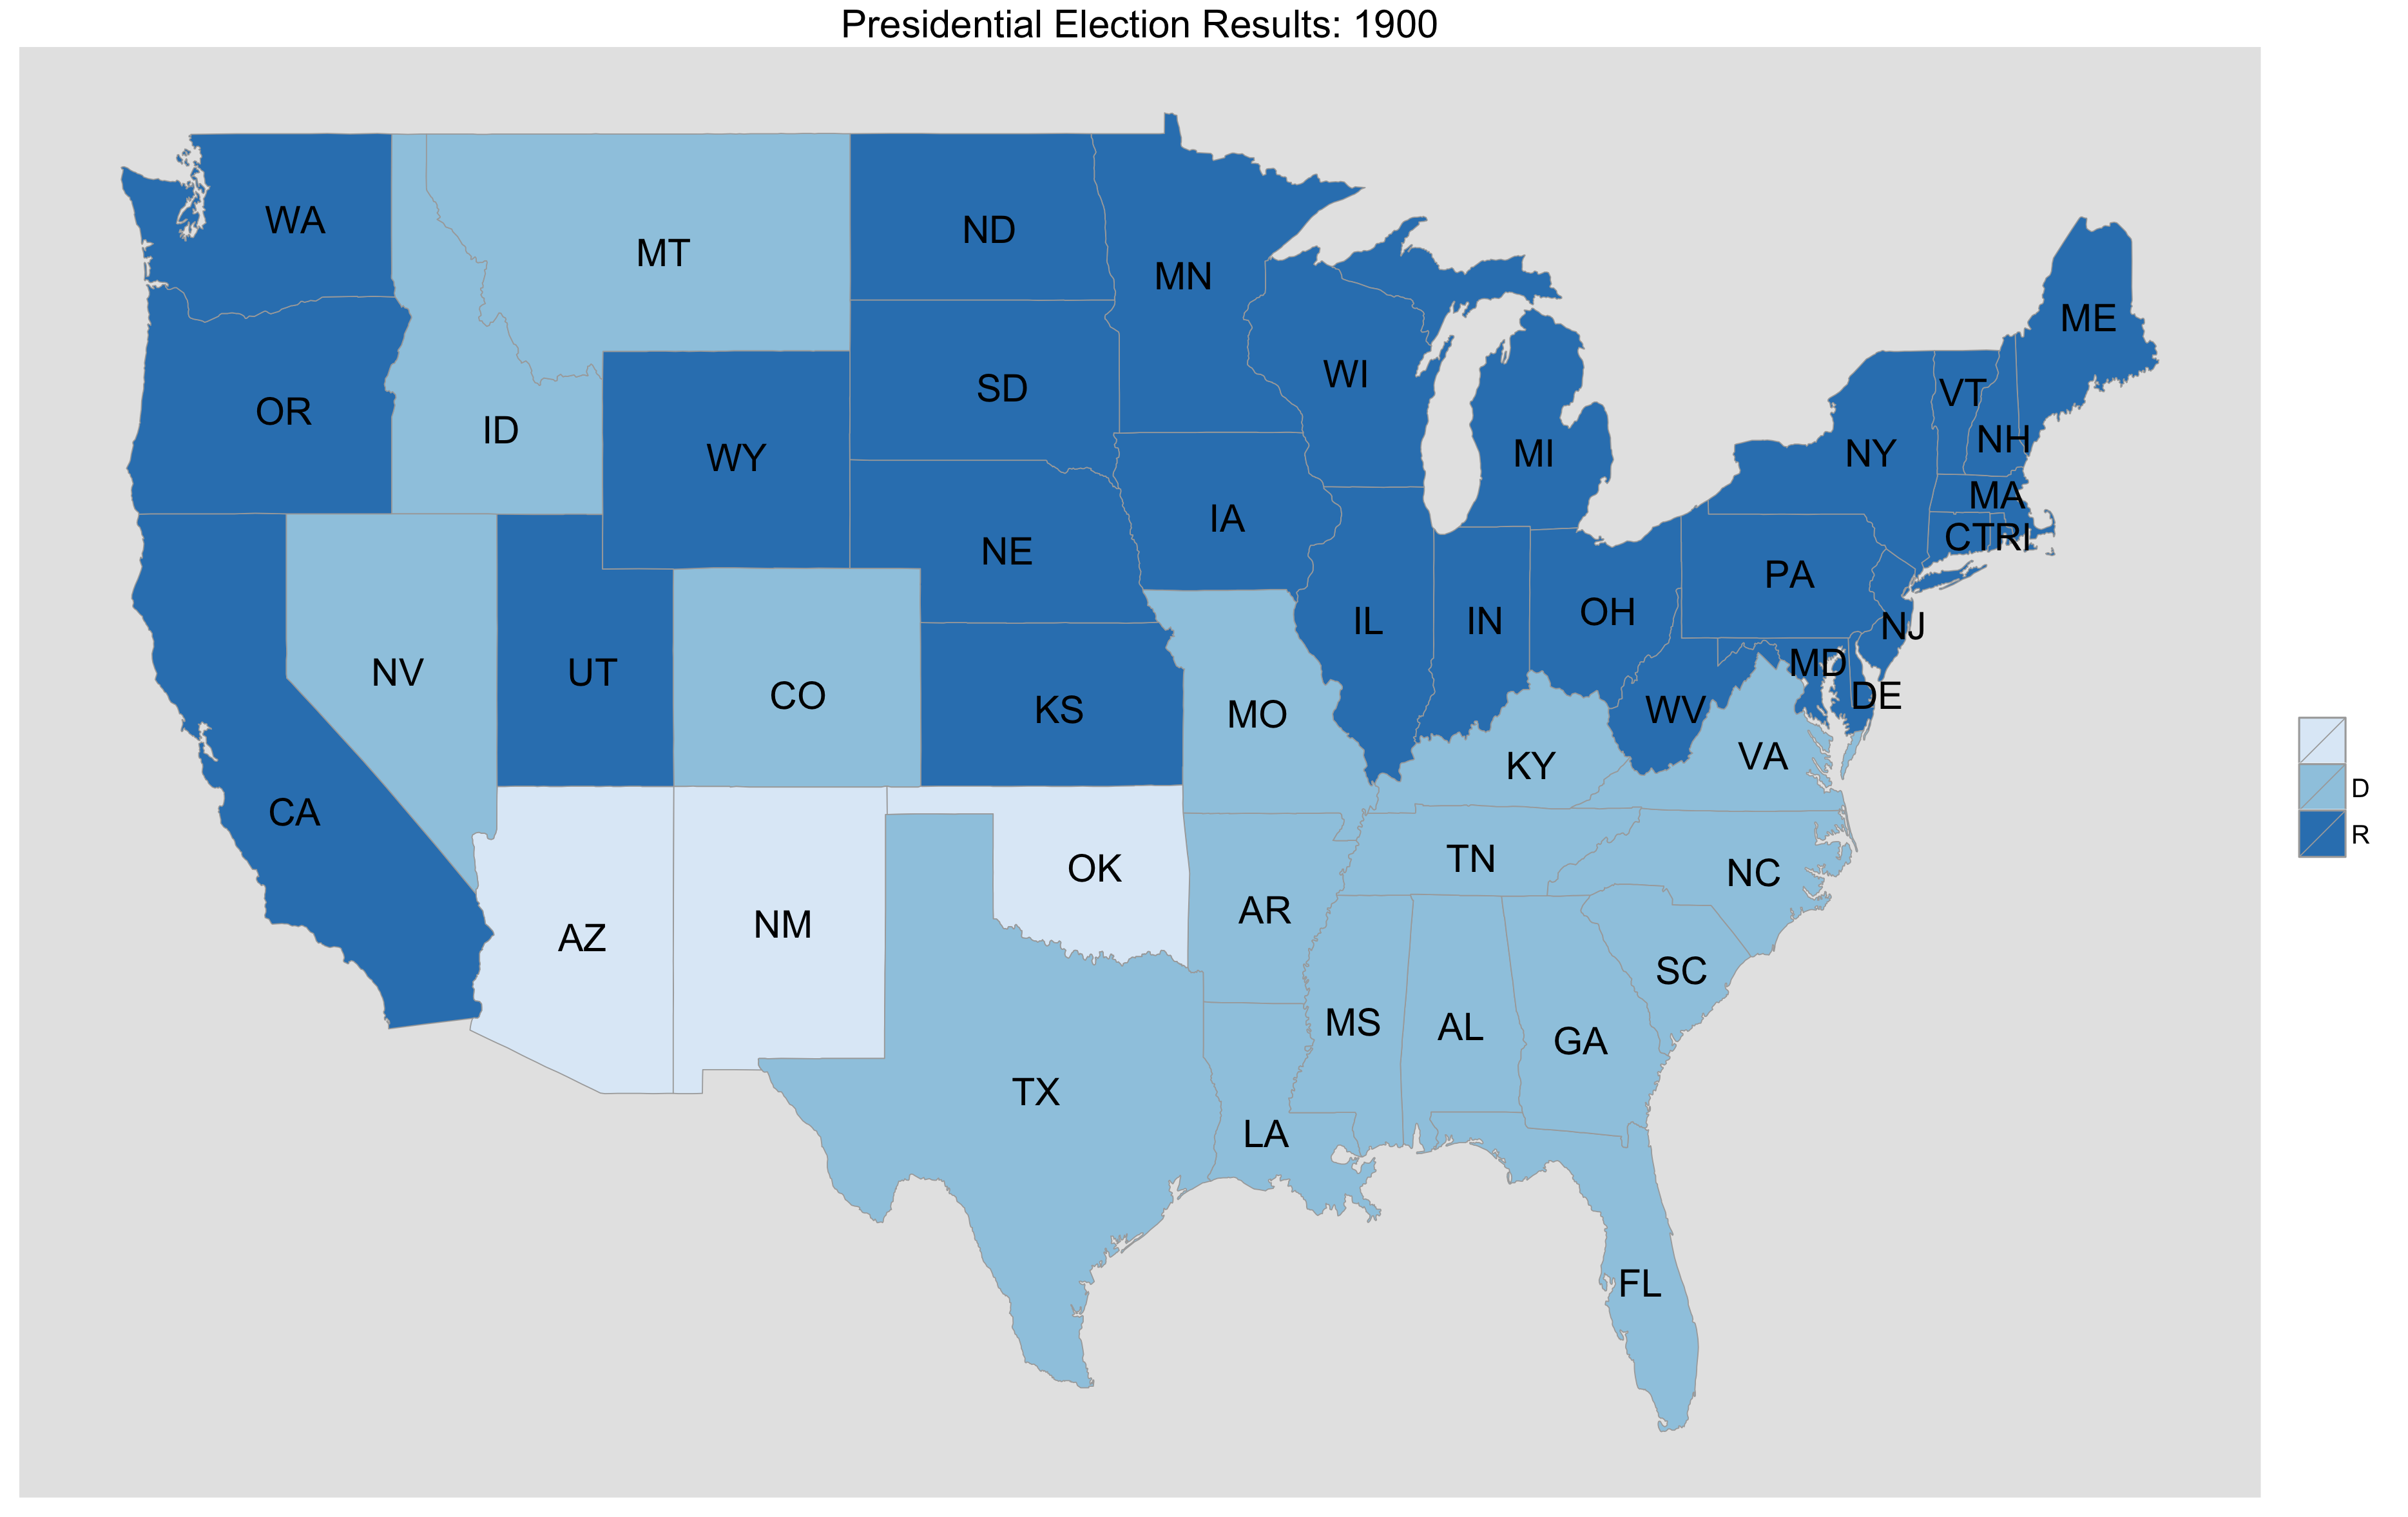 Presidential Election Results: 1900
WA
MT
ND
MN
ME
OR
ID
WY
SD
WI
MI
NY
VT
NH
MA
CTRI
IA
NE
PA
NJ
IL
IN
OH
MD
DE
NV
UT
CO
KS
MO
WV
KY
VA
CA
D
R
OK
TN
NC
AZ
NM
AR
SC
MS
AL
GA
TX
LA
FL